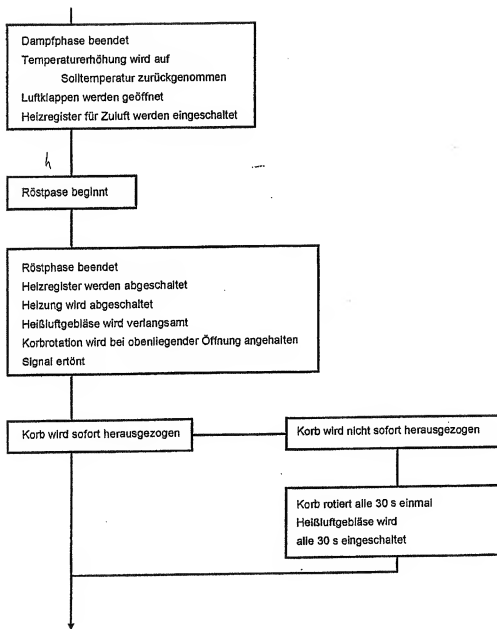 Dampfphase beendet
Temperaturerhöhung wird auf
Solltemperatur zurückgenommen
Luftklappen werden geöffnet
Heizregister für Zuluft werden eingeschaltet
h
Röstpase beginnt
Röstphase beendet
Heizregister werden abgeschaltet
Heizung wird abgeschaltet
Heißluftgebläse wird verlangsamt
Korbrotation wird bei obenliegender Öffnung angehalten
Signal ertönt
Korb wird sofort herausgezogen
Korb wird nicht sofort herausgezogen
Korb rotiert alle 30 s einmal
Heißluftgebläse wird
alle 30 s eingeschaltet